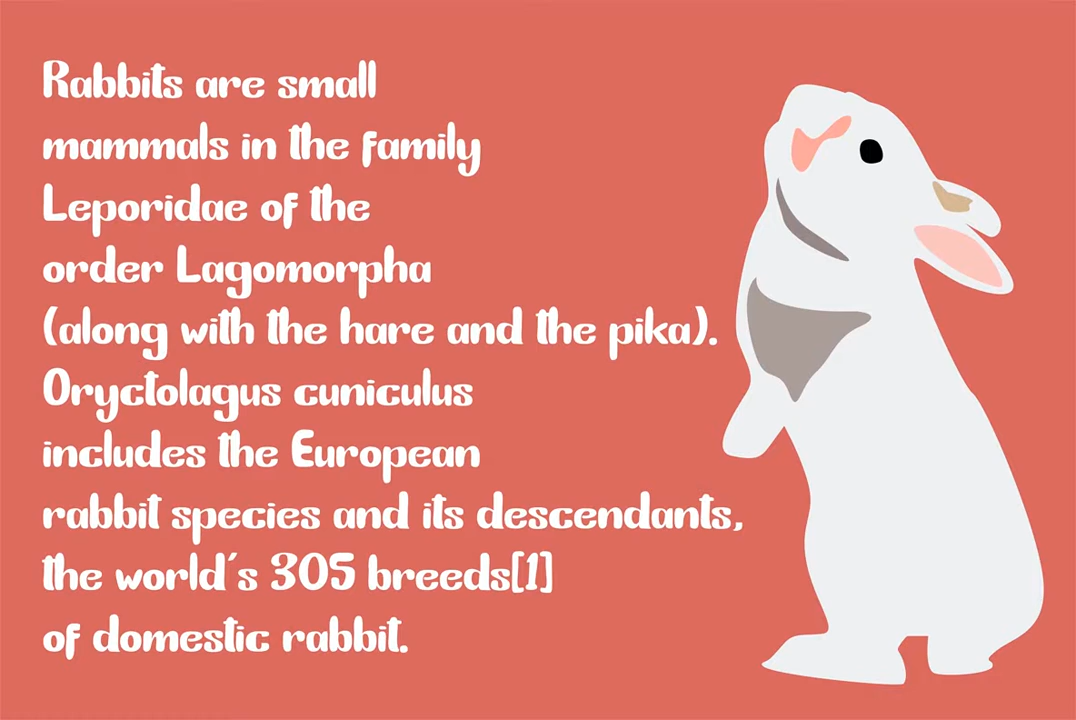 Rabbits are small
mammals in the family
Leporidae of the
order Lagomorpha
(along with the hare and the pika).
Oryctolagus cuniculus
includes the European
rabbit species and its descendants,
the world's 305 breeds[1]
of domestic rabbit.